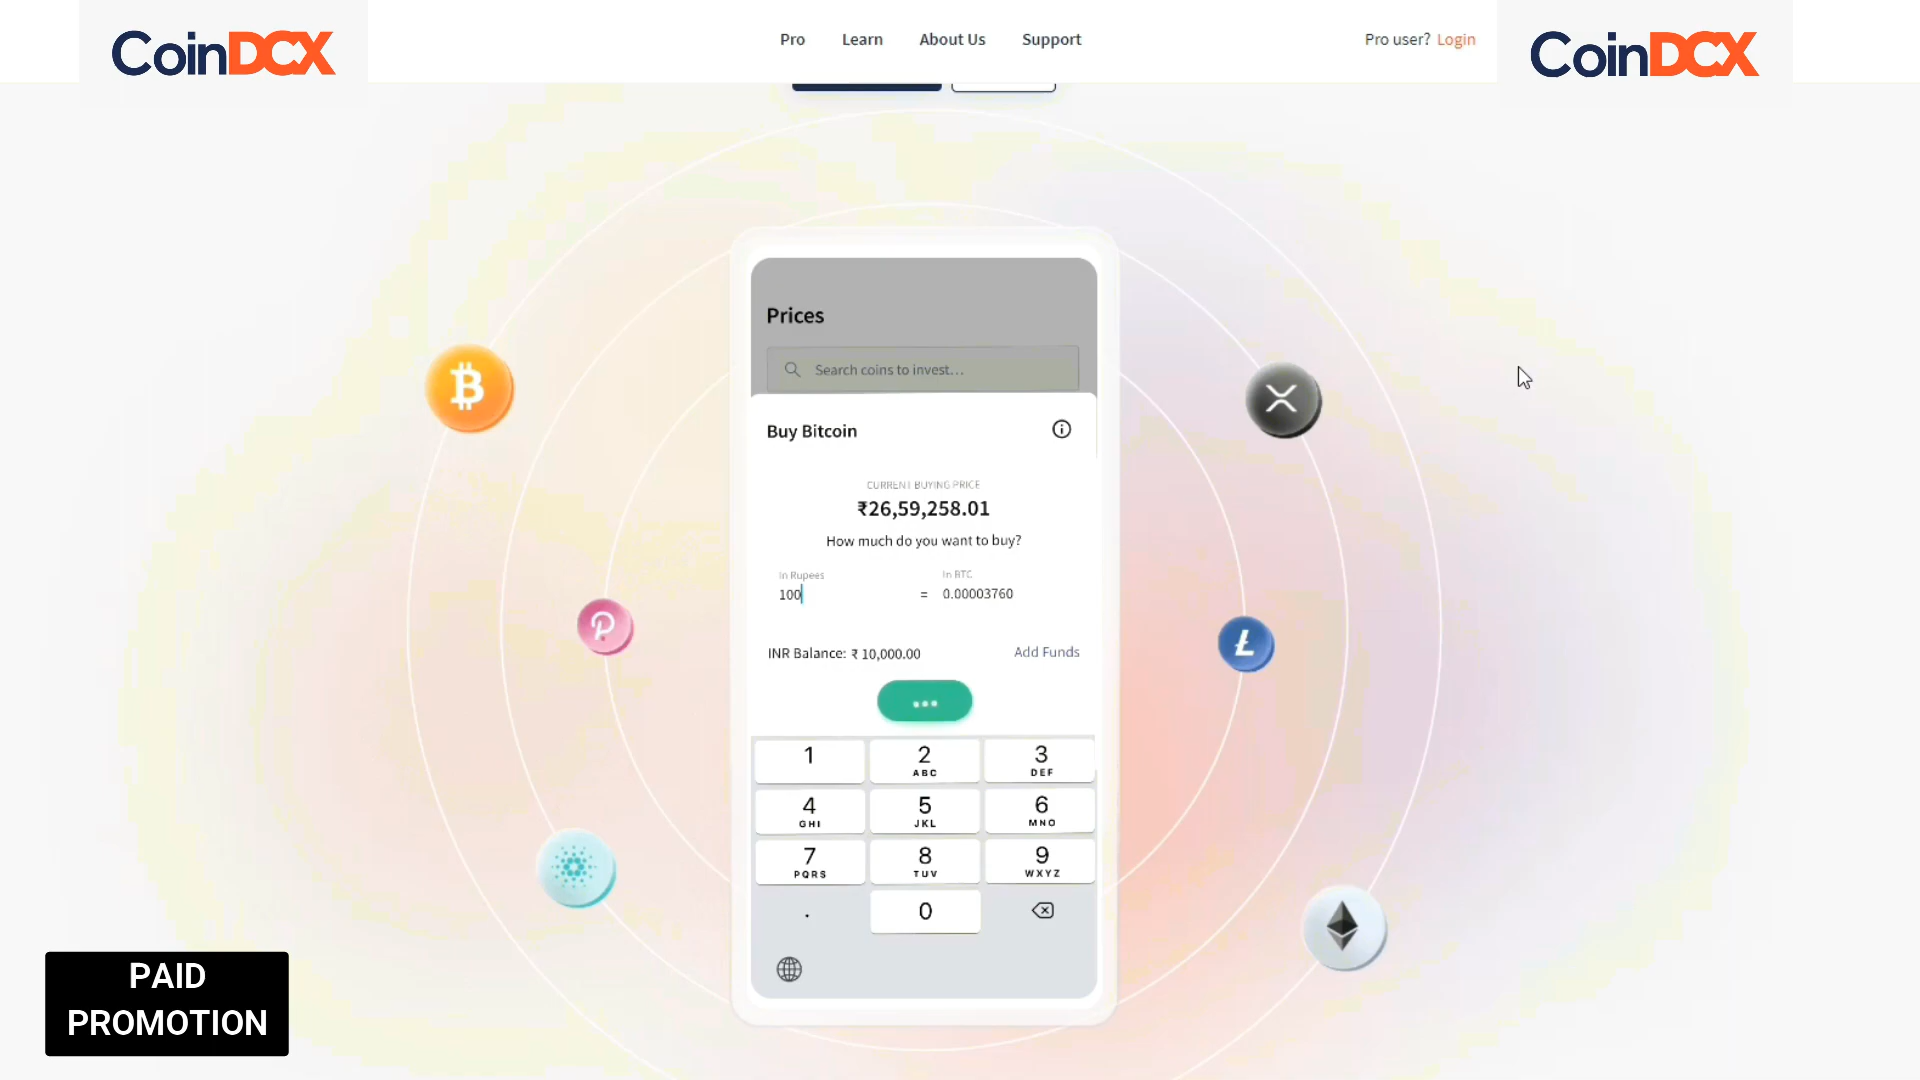 CoinDCX
Pro Learn About Us Support
Pro user? Login
CoinDCX
Prices
Search coins to invest...
Buy Bitcoin
CURRENT BUYING PRICE
₹26,59,258.01
How much do you want to buy?
In Rupees In BTC
100 = 0.00003760
INR Balance: ₹ 10,000.00 Add Funds
1 2 3
ABC DEF
4 5 6
GHI JKL MNO
7 8 9
PQRS TUV WXYZ
. 0
PAID
PROMOTION